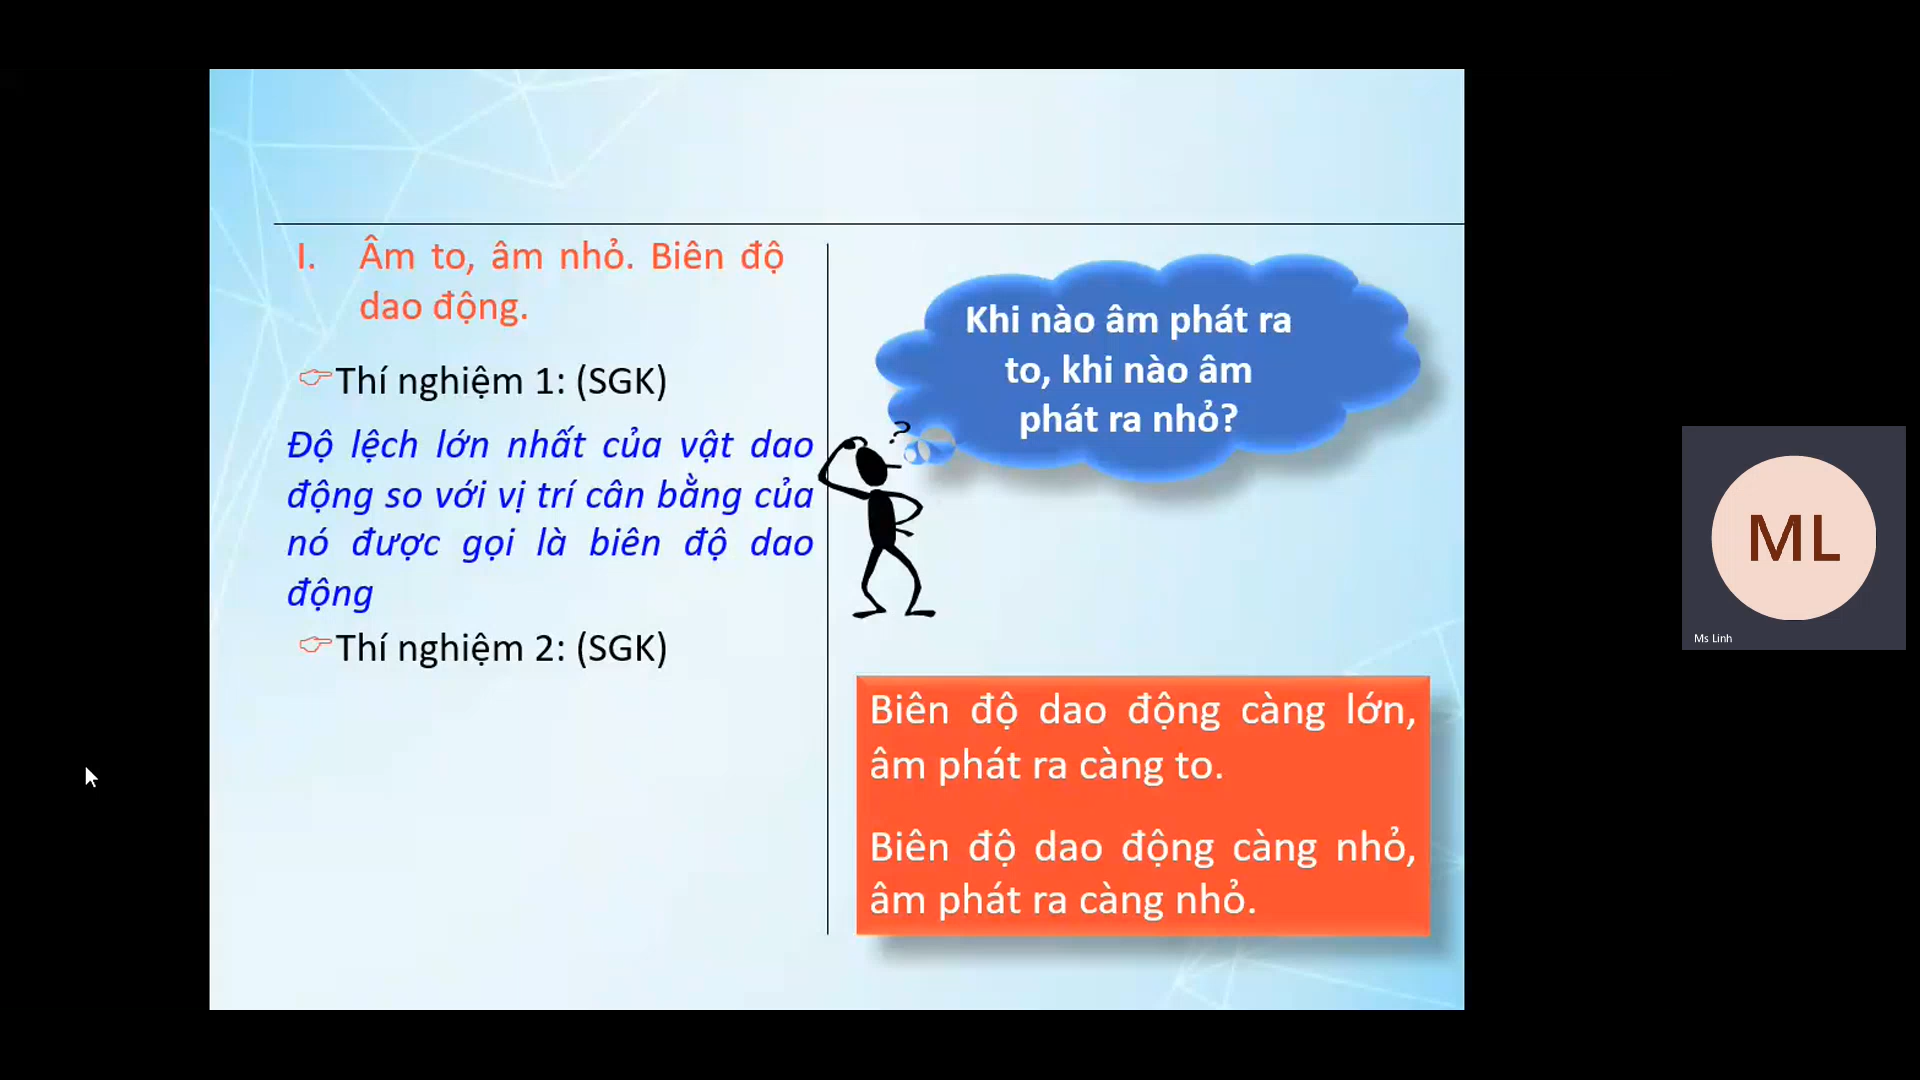 I. Âm to, âm nhỏ. Biên độ
dao động.
Thí nghiệm 1: (SGK)
Độ lệch lớn nhất của vật dao
động so với vị trí cân bằng của
nó được gọi là biên độ dao
động
Thí nghiệm 2: (SGK)
Khi nào âm phát ra
to, khi nào âm
phát ra nhỏ?
?
Biên độ dao động càng lớn,
âm phát ra càng to.
Biên độ dao động càng nhỏ,
âm phát ra càng nhỏ.
ML
Ms Linh